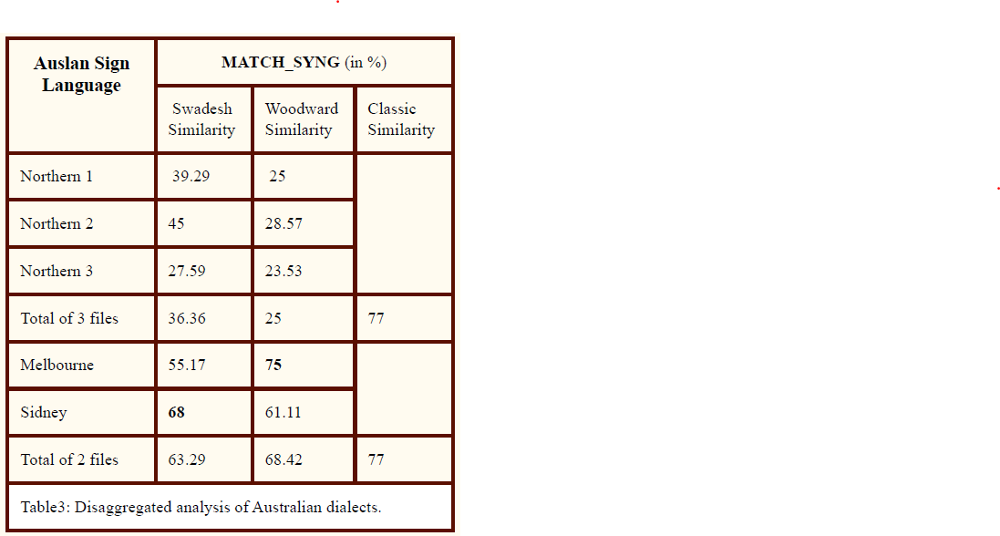 Auslan Sign
Language
MATCH_SYNG (in %)
Swadesh
Similarity
Woodward
Similarity
Classic
Similarity
Northern 1 39.29 25
Northern 2 45 28.57
Northern 3 27.59 23.53
Total of 3 files 36.36 25 77
Melbourne 55.17 75
Sidney 68 61.11
Total of 2 files 63.29 68.42 77
Table3: Disaggregated analysis of Australian dialects.